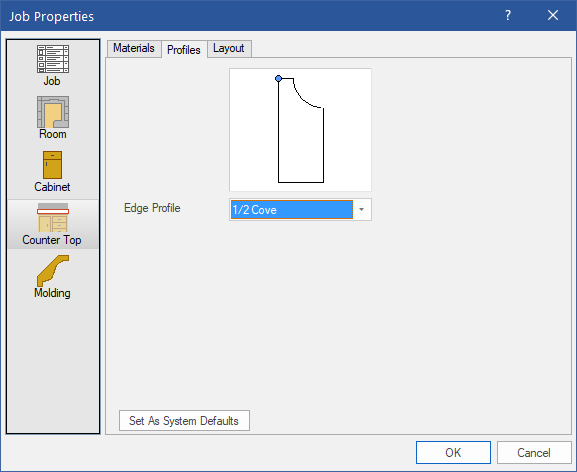 Job Properties
?
Materials Profiles Layout
Job
Room
Cabinet
Counter Top
Molding
Edge Profile
1/2 Cove
Set As System Defaults
OK Cancel